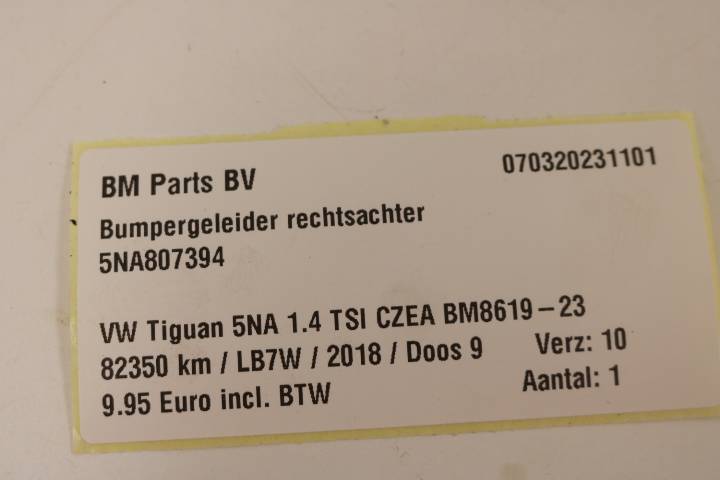 BM Parts BV 070320231101
Bumpergeleider rechtsachter
5NA807394
VW Tiguan 5NA 1.4 TSI CZEA BM8619-23
82350 km / LB7W / 2018 / Doos 9 Verz: 10
9.95 Euro incl. BTW Aantal: 1